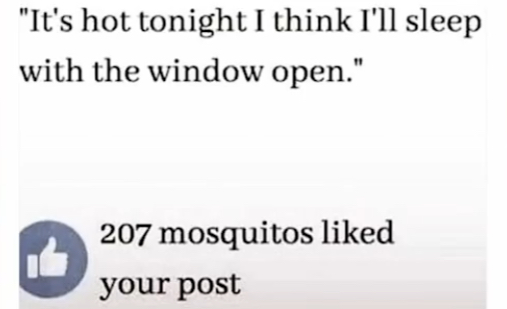 "It's hot tonight I think I'll sleep
with the window open."
207 mosquitos liked
your post